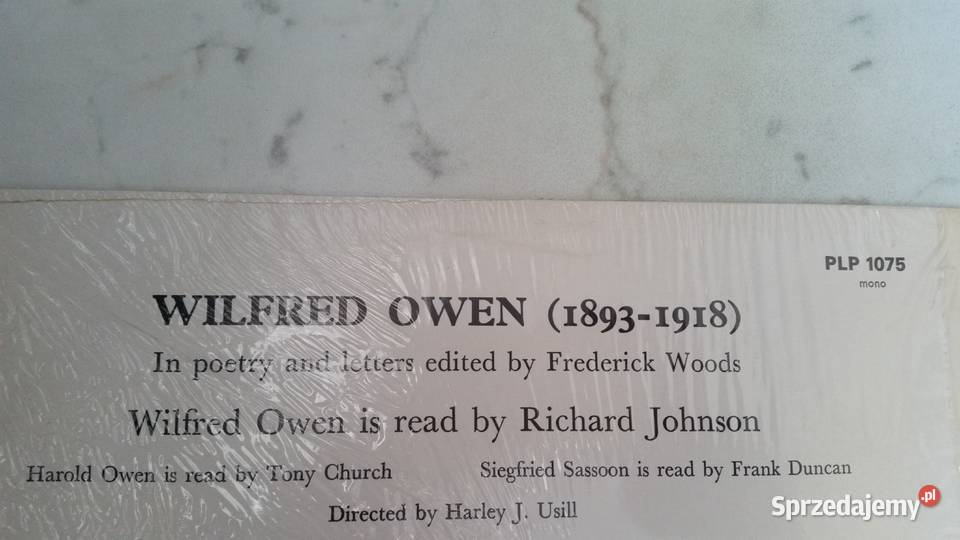 PLP 1075
mono
WILFRED OWEN (1893-1918)
In poetry and letters edited by Frederick Woods
Wilfred Owen is read by Richard Johnson
Harold Owen is read by Tony Church Siegfried Sassoon is read by Frank Duncan
Directed by Harley J. Usill
Sprzedajemy.pl